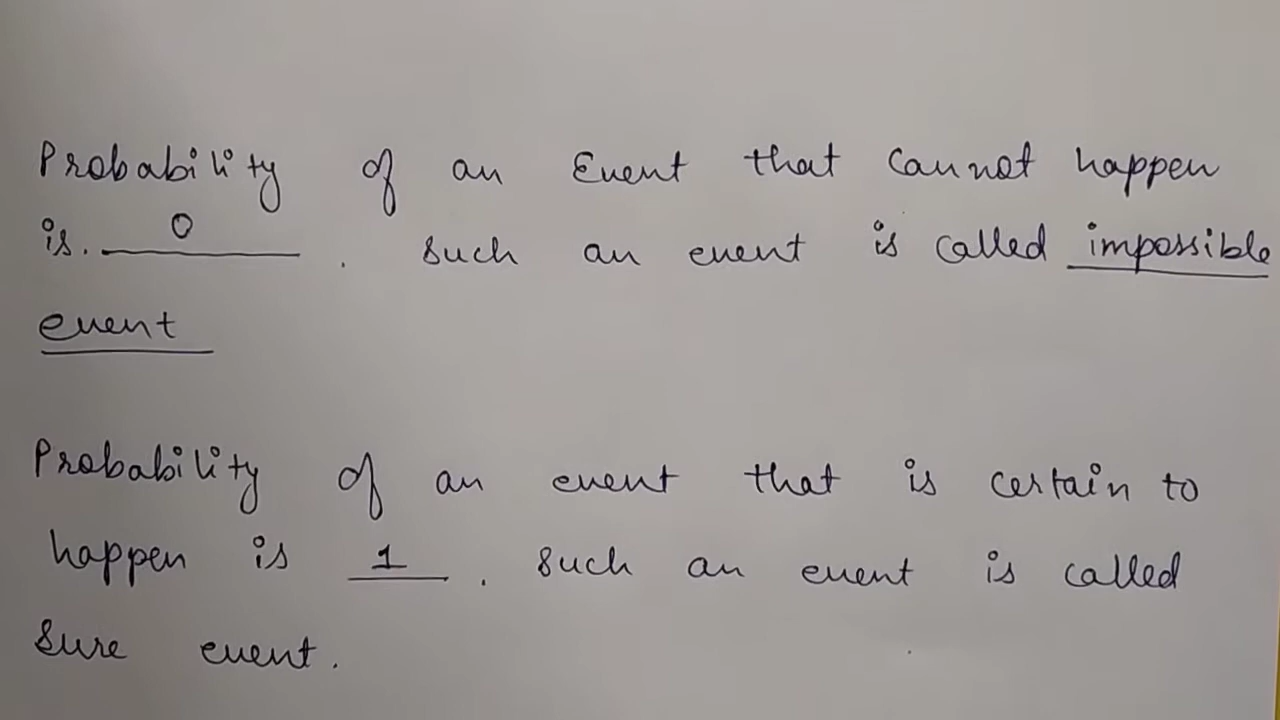 Probability of an Event that cannot happen
is. 0 . such an event is called impossible
event
Probability of an event that is certain to
happen is 1 . such an event is called
sure event.